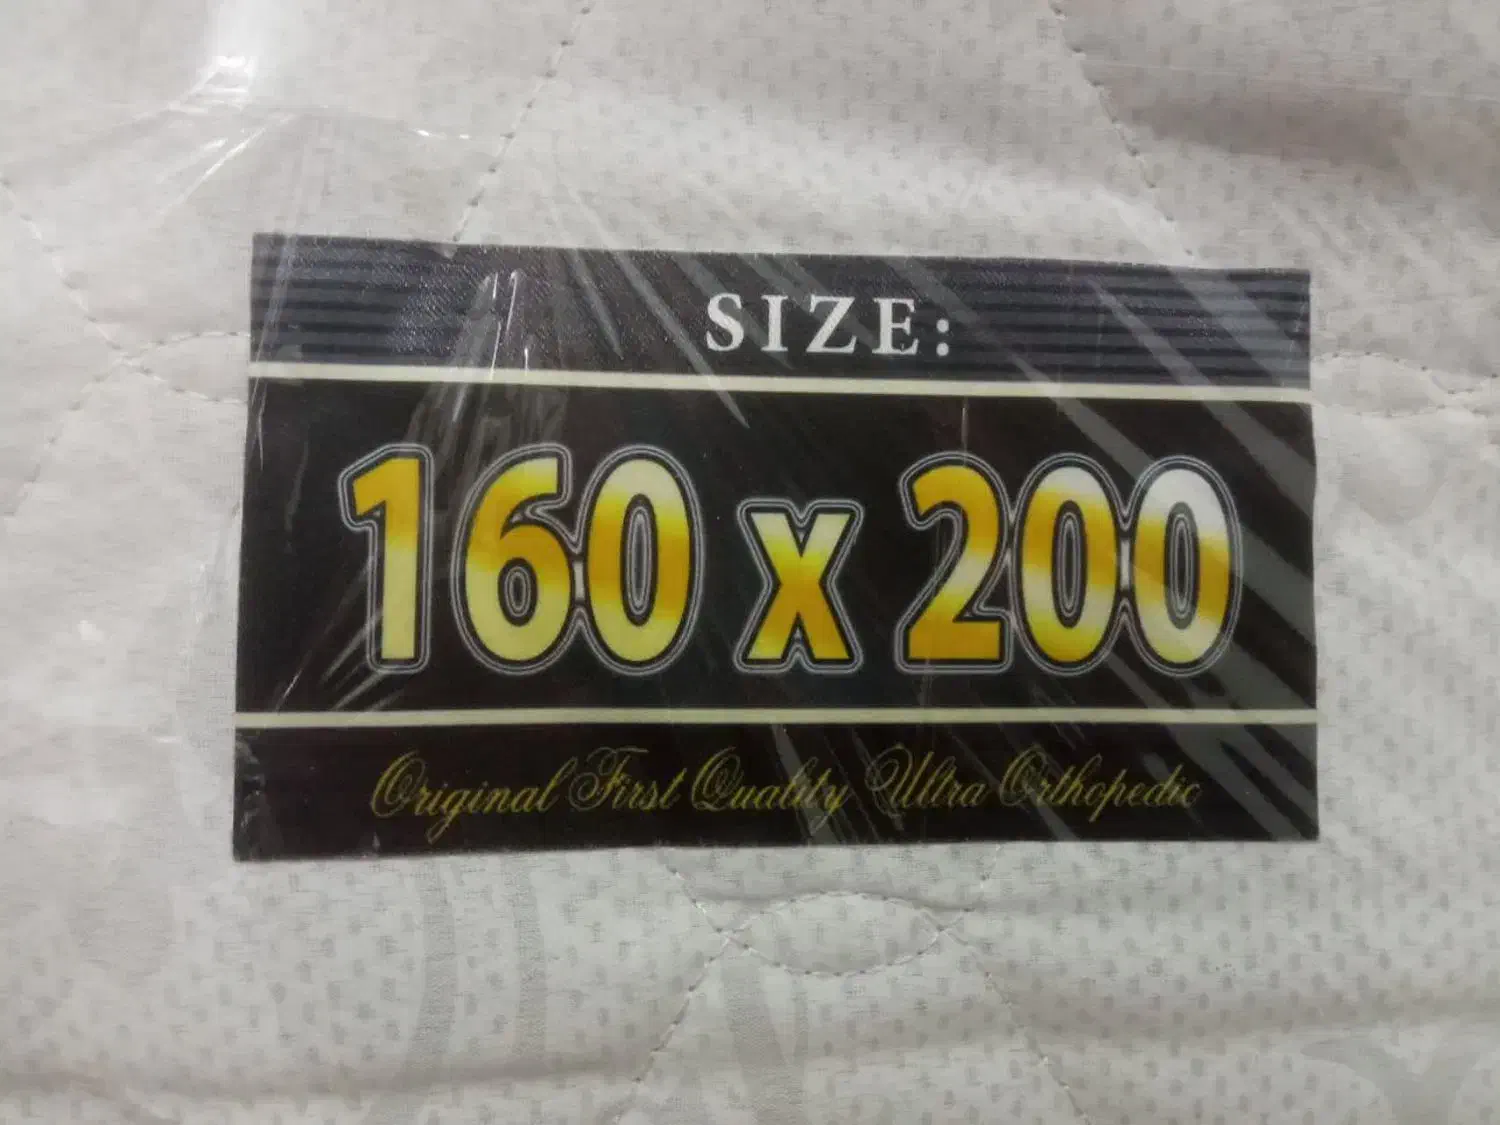 SIZE:
160 x 200
Original First Quality Ultra Orthopedic